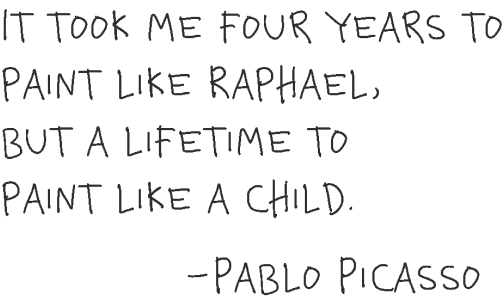 IT TOOK ME FOUR YEARS TO
PAINT LIKE RAPHAEL,
BUT A LIFETIME TO
PAINT LIKE A CHILD.
-PABLO PICASSO